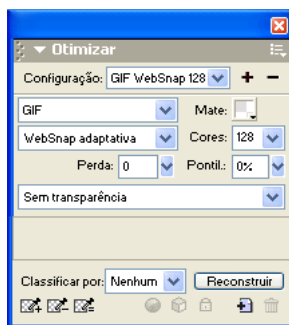 Otimizar
Configuração: GIF WebSnap 128
GIF Mate:
WebSnap adaptativa Cores: 128
Perda: 0 Pontil.: 0%
Sem transparência
Classificar por: Nenhum Reconstruir